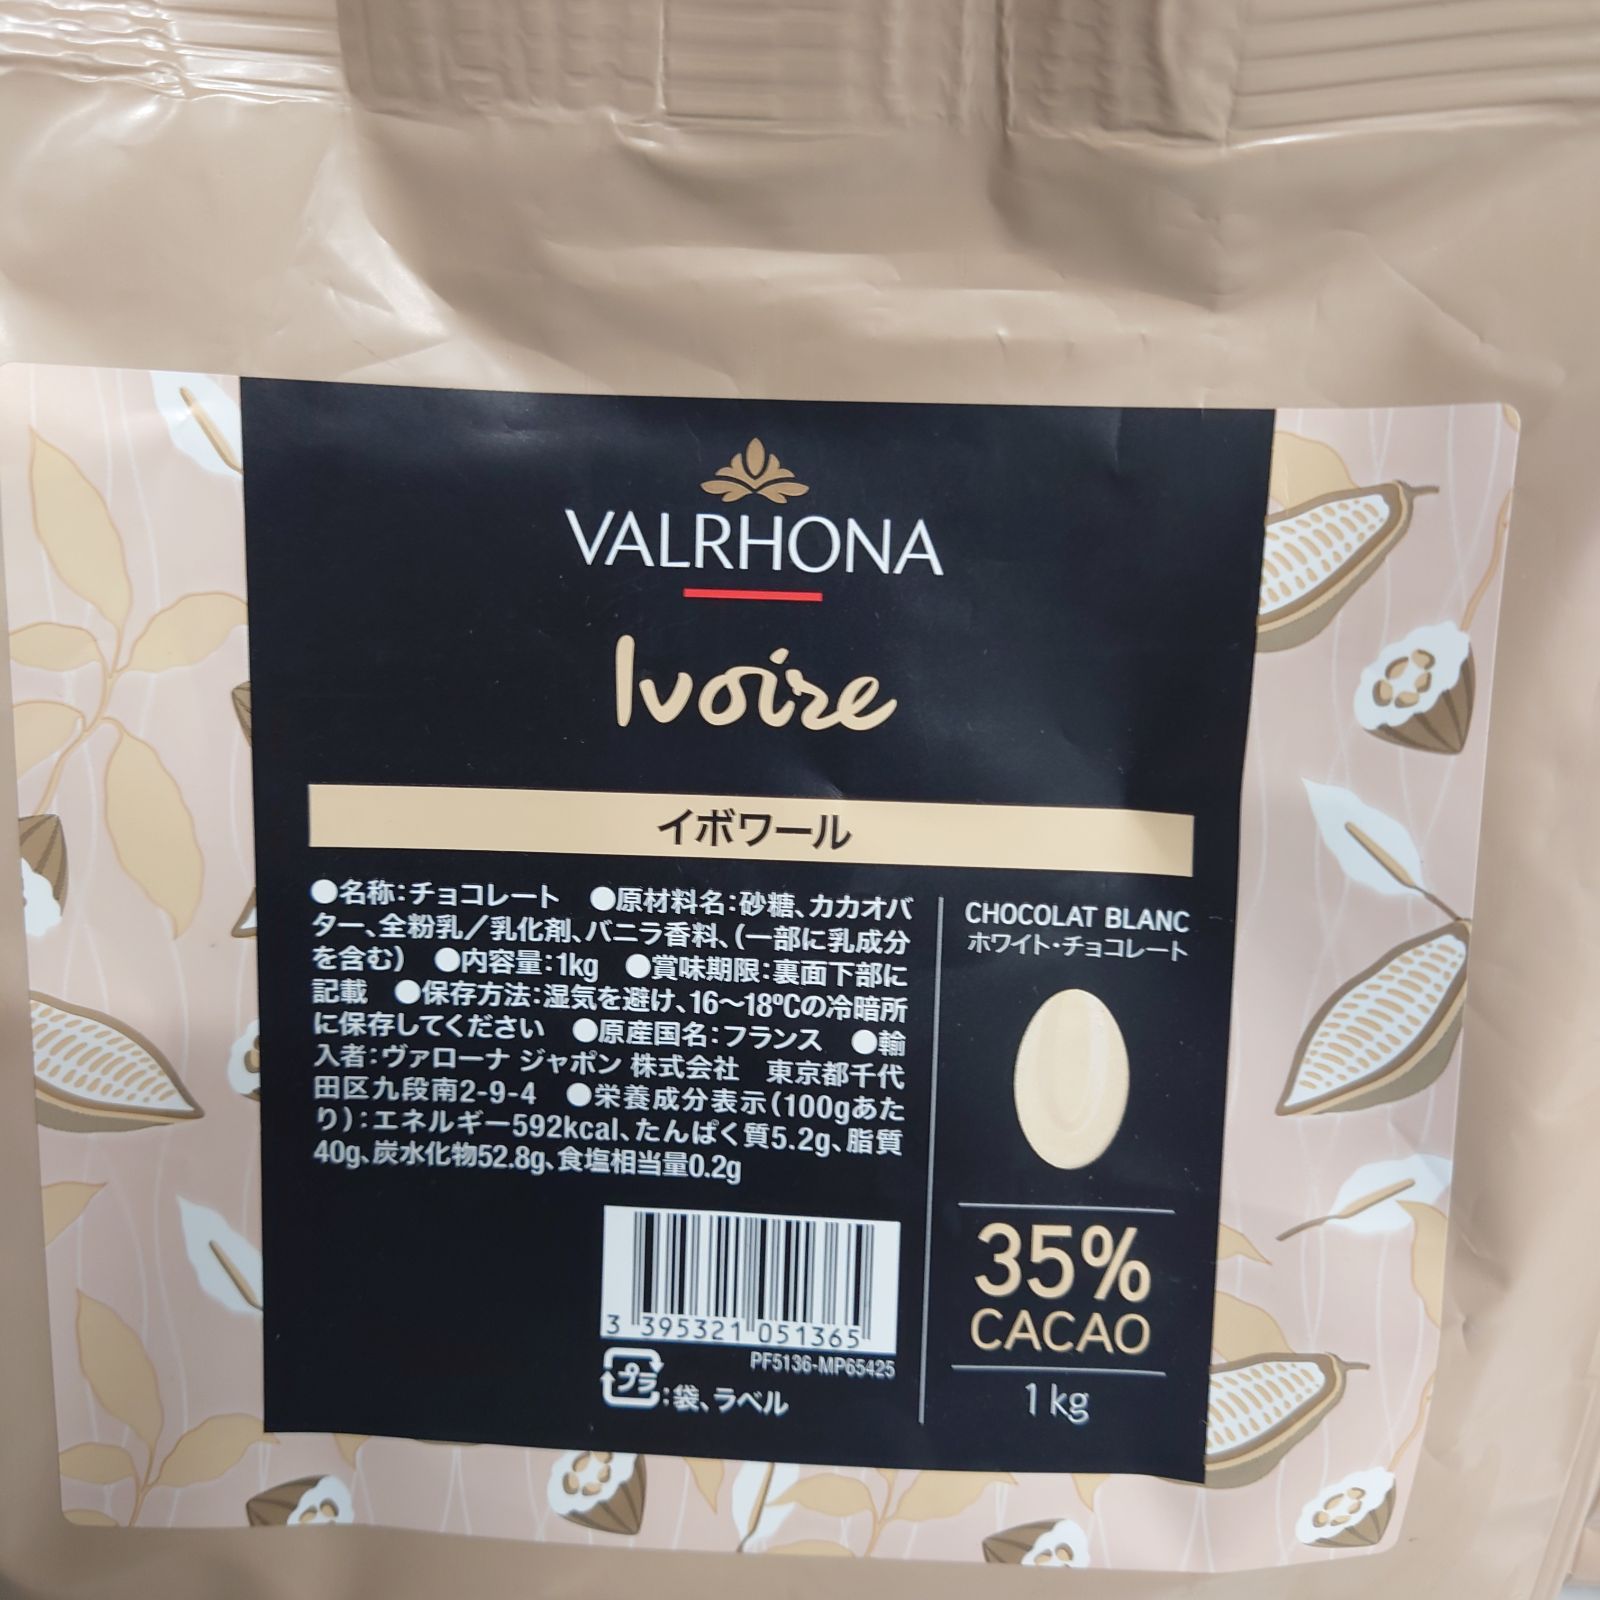 VALRHONA
Ivoire
イボワール
●名称:チョコレート ●原材料名:砂糖、カカオバ
ター、全粉乳/乳化剤、バニラ香料、(一部に乳成分
を含む) ●内容量:1kg ●賞味期限:裏面下部に
記載 ●保存方法:湿気を避け、16〜18℃の冷暗所
に保存してください ●原産国名:フランス ●輸
入者:ヴァローナ ジャポン 株式会社 東京都千代
田区九段南2-9-4 ●栄養成分表示(100gあた
り):エネルギー592kcal、たんぱく質5.2g、脂質
40g、炭水化物52.8g、食塩相当量0.2g
3 395321 051365
PF5136-MP65425
プラ:袋、ラベル
CHOCOLAT BLANC
ホワイト・チョコレート
35%
CACAO
1 kg